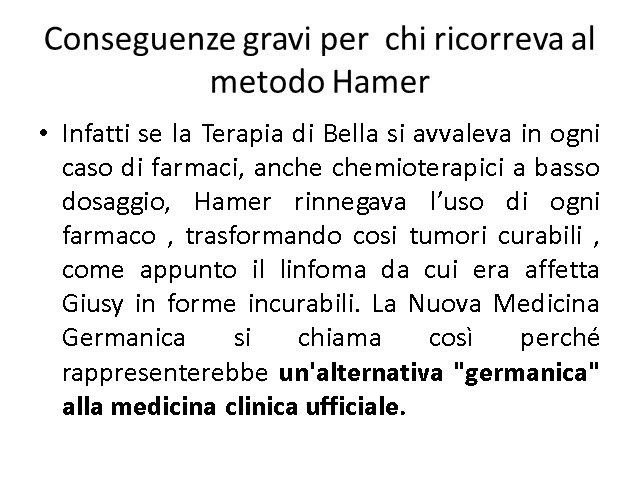 Conseguenze gravi per chi ricorreva al
metodo Hamer
• Infatti se la Terapia di Bella si avvaleva in ogni
caso di farmaci, anche chemioterapici a basso
dosaggio, Hamer rinnegava l’uso di ogni
farmaco , trasformando cosi tumori curabili ,
come appunto il linfoma da cui era affetta
Giusy in forme incurabili. La Nuova Medicina
Germanica si chiama così perché
rappresenterebbe un'alternativa "germanica"
alla medicina clinica ufficiale.